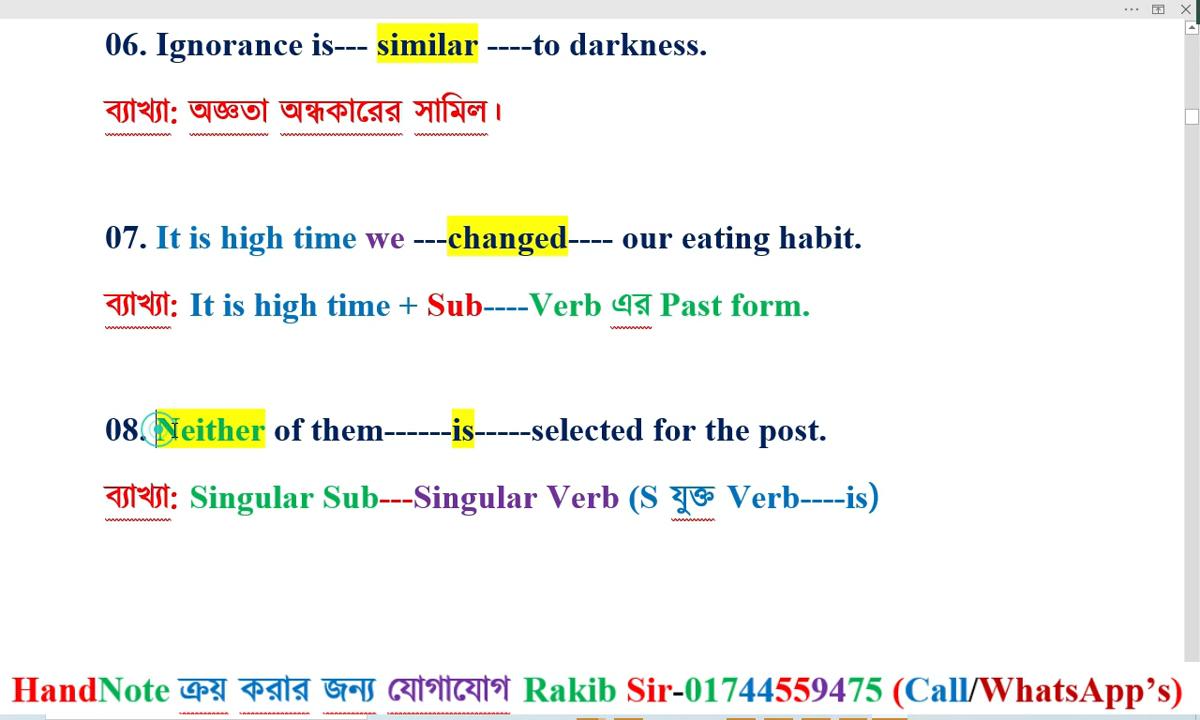 06. Ignorance is--- similar ----to darkness.
ব্যাখ্যা: অজ্ঞতা অন্ধকারের সামিল।
07. It is high time we ---changed---- our eating habit.
ব্যাখ্যা: It is high time + Sub----Verb এর Past form.
08. Neither of them------is-----selected for the post.
ব্যাখ্যা: Singular Sub---Singular Verb (S যুক্ত Verb----is)
HandNote ক্রয় করার জন্য যোগাযোগ Rakib Sir-01744559475 (Call/WhatsApp’s)